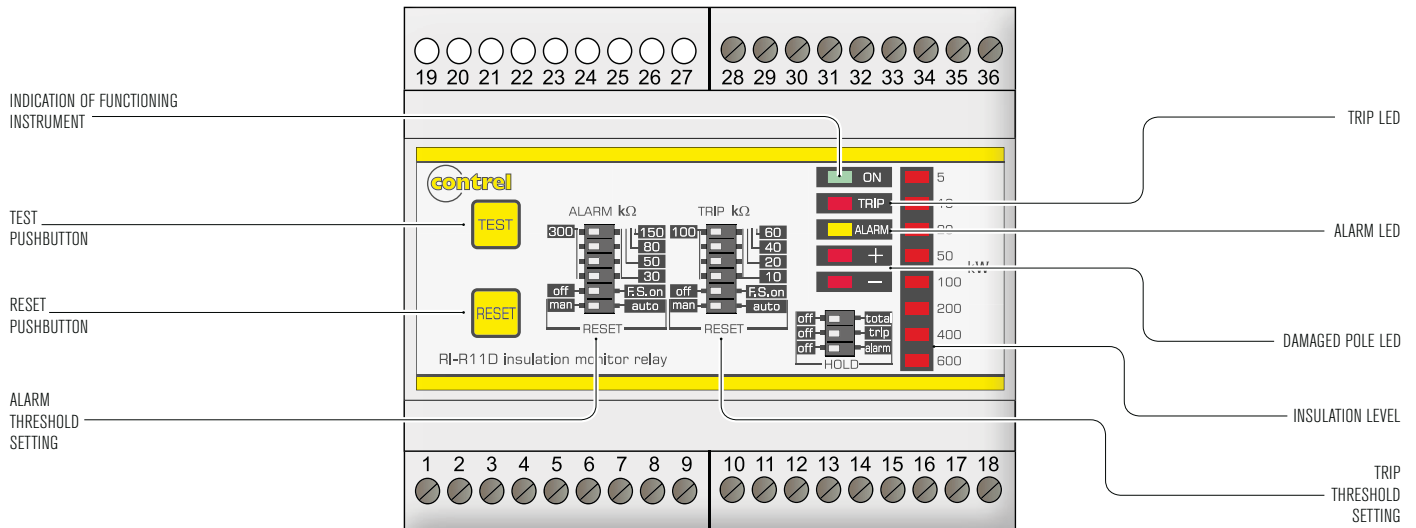 19 20 21 22 23 24 25 26 27 28 29 30 31 32 33 34 35 36
INDICATION OF FUNCTIONING
INSTRUMENT
TEST
PUSHBUTTON
RESET
PUSHBUTTON
ALARM
THRESHOLD
SETTING
contrel
TEST
RESET
ALARM kΩ
300 150
80
50
30
off F.S.on
man auto
RESET
TRIP kΩ
100 60
40
20
10
off F.S.on
man auto
RESET
RI-R11D insulation monitor relay
ON
TRIP
ALARM
+
−
off total
off trip
off alarm
HOLD
5
10
20
50
kW
100
200
400
600
TRIP LED
ALARM LED
DAMAGED POLE LED
INSULATION LEVEL
TRIP
THRESHOLD
SETTING
1 2 3 4 5 6 7 8 9 10 11 12 13 14 15 16 17 18